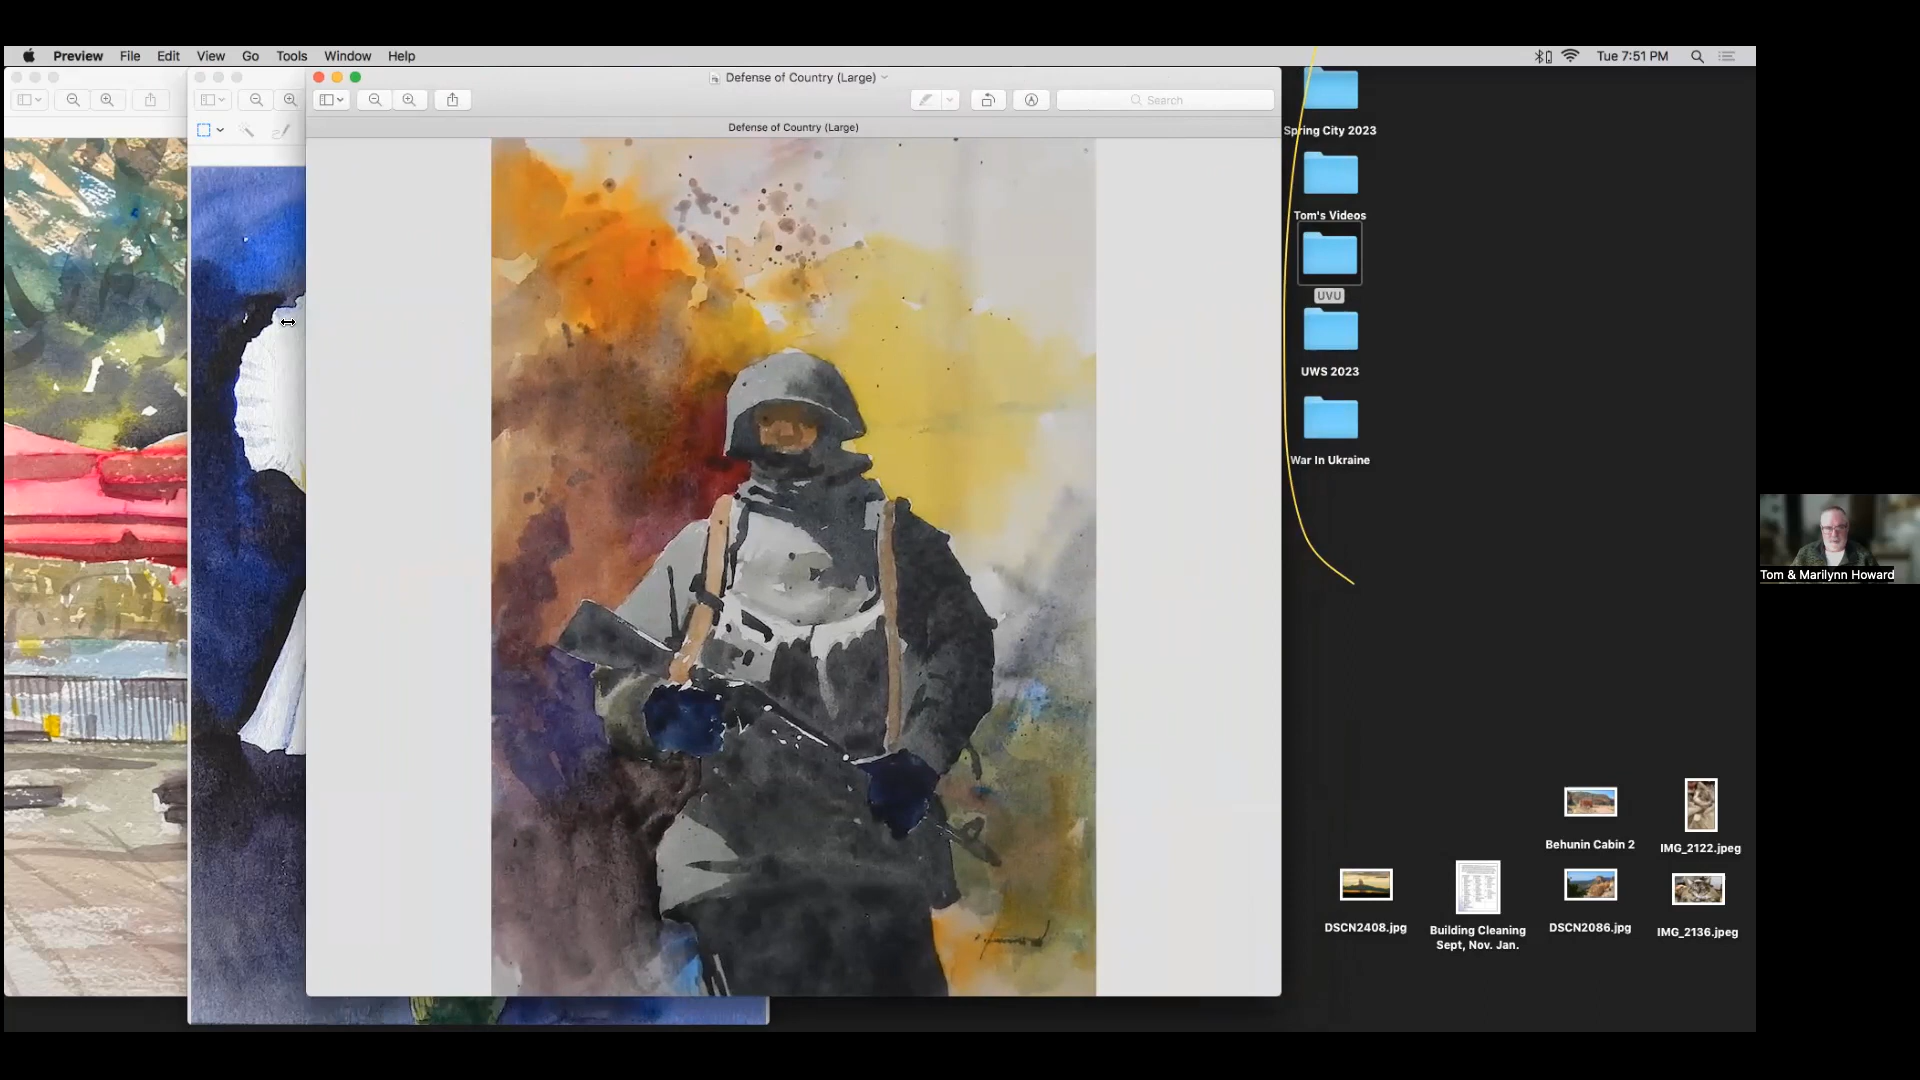 Preview File Edit View Go Tools Window Help
Tue 7:51 PM
Defense of Country (Large)
Search
Defense of Country (Large)
Spring City 2023
Tom's Videos
UVU
UWS 2023
War In Ukraine
Tom & Marilynn Howard
Behunin Cabin 2
IMG_2122.jpeg
DSCN2408.jpg
Building Cleaning
Sept, Nov. Jan.
DSCN2086.jpg
IMG_2136.jpeg